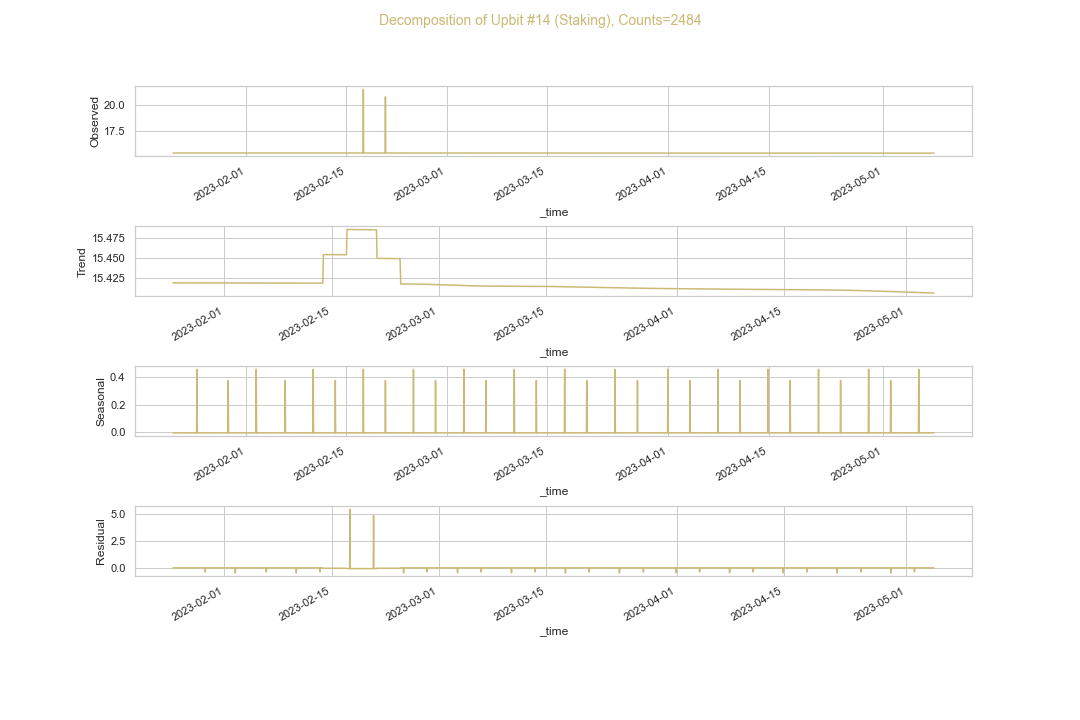 Decomposition of Upbit #14 (Staking), Counts=2484
Observed
20.0
17.5
2023-02-01 2023-02-15 2023-03-01 2023-03-15 2023-04-01 2023-04-15 2023-05-01
_time
Trend
15.475
15.450
15.425
2023-02-01 2023-02-15 2023-03-01 2023-03-15 2023-04-01 2023-04-15 2023-05-01
_time
Seasonal
0.4
0.2
0.0
2023-02-01 2023-02-15 2023-03-01 2023-03-15 2023-04-01 2023-04-15 2023-05-01
_time
Residual
5.0
2.5
0.0
2023-02-01 2023-02-15 2023-03-01 2023-03-15 2023-04-01 2023-04-15 2023-05-01
_time